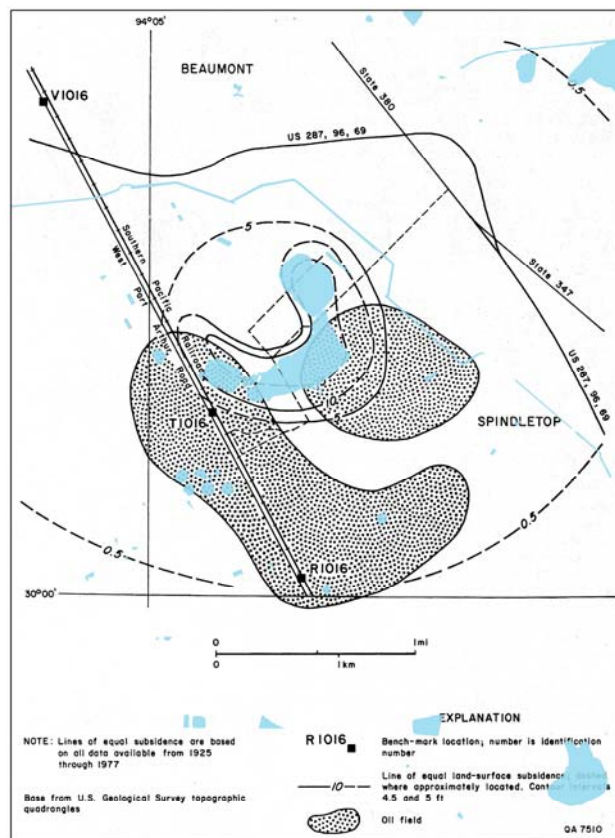 94°05'
BEAUMONT
V1016
State 380
0.5
US 287, 96, 69
5
Southern Pacific Railroad
West Port Arthur Road
State 347
10
T1016
US 287, 96, 69
SPINDLETOP
0.5
0.5
R1016
30°00'
0 1mi
0 1km
EXPLANATION
NOTE: Lines of equal subsidence are based
on all data available from 1925
through 1977
Base from U.S. Geological Survey topographic
quadrangles
R1016
Bench-mark location; number is identification
number
10
Line of equal land-surface subsidence; dashed
where approximately located. Contour intervals
4.5 and 5 ft
Oil field
QA 7510